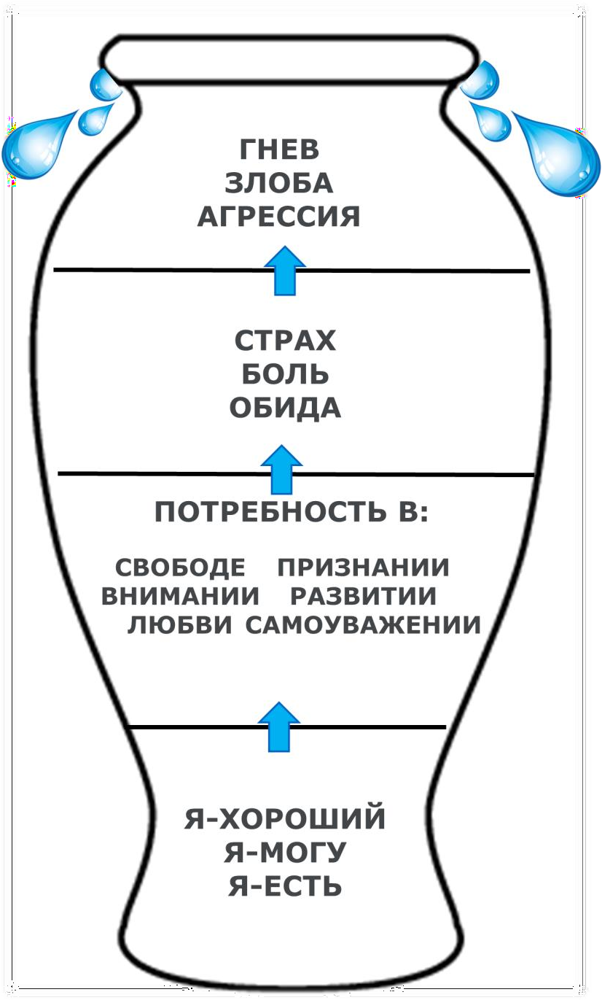 ГНЕВ
ЗЛОБА
АГРЕССИЯ
СТРАХ
БОЛЬ
ОБИДА
ПОТРЕБНОСТЬ В:
СВОБОДЕ ПРИЗНАНИИ
ВНИМАНИИ РАЗВИТИИ
ЛЮБВИ САМОУВАЖЕНИИ
Я-ХОРОШИЙ
Я-МОГУ
Я-ЕСТЬ